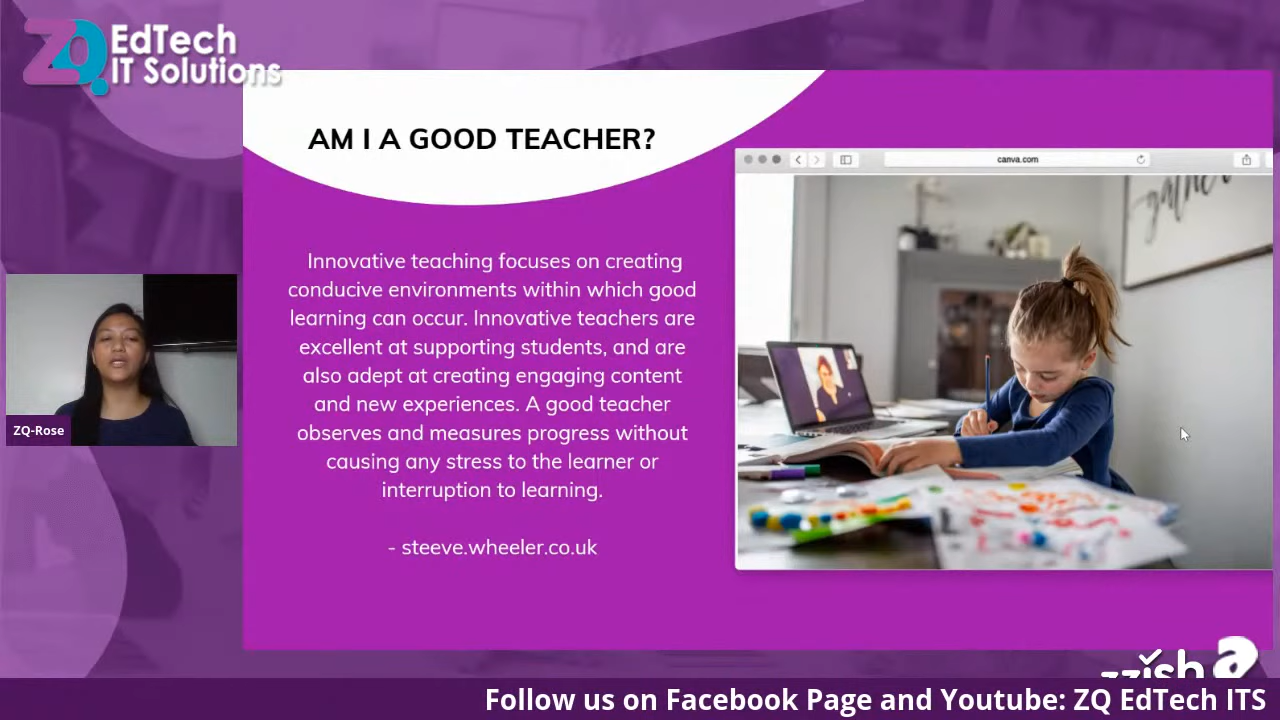 ZQ EdTech
IT Solutions
AM I A GOOD TEACHER?
canva.com
gather
Innovative teaching focuses on creating
conducive environments within which good
learning can occur. Innovative teachers are
excellent at supporting students, and are
also adept at creating engaging content
and new experiences. A good teacher
observes and measures progress without
causing any stress to the learner or
interruption to learning.
- steeve.wheeler.co.uk
ZQ-Rose
zzish
Follow us on Facebook Page and Youtube: ZQ EdTech ITS